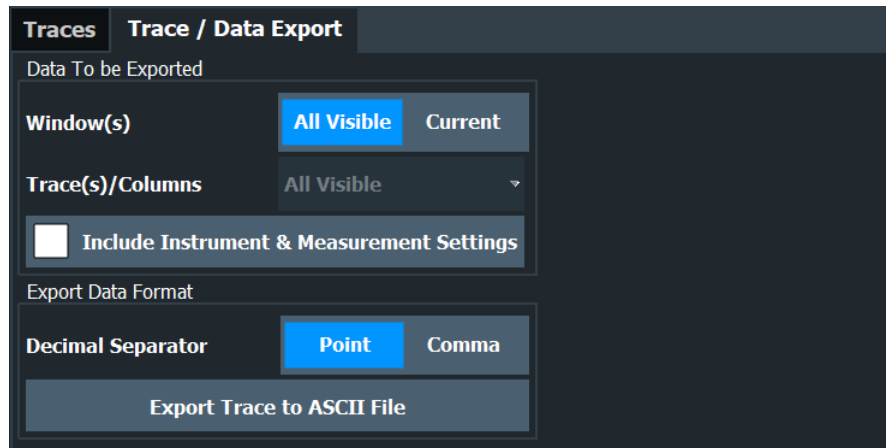 Traces Trace / Data Export
Data To be Exported
Window(s) All Visible Current
Trace(s)/Columns All Visible
Include Instrument & Measurement Settings
Export Data Format
Decimal Separator Point Comma
Export Trace to ASCII File